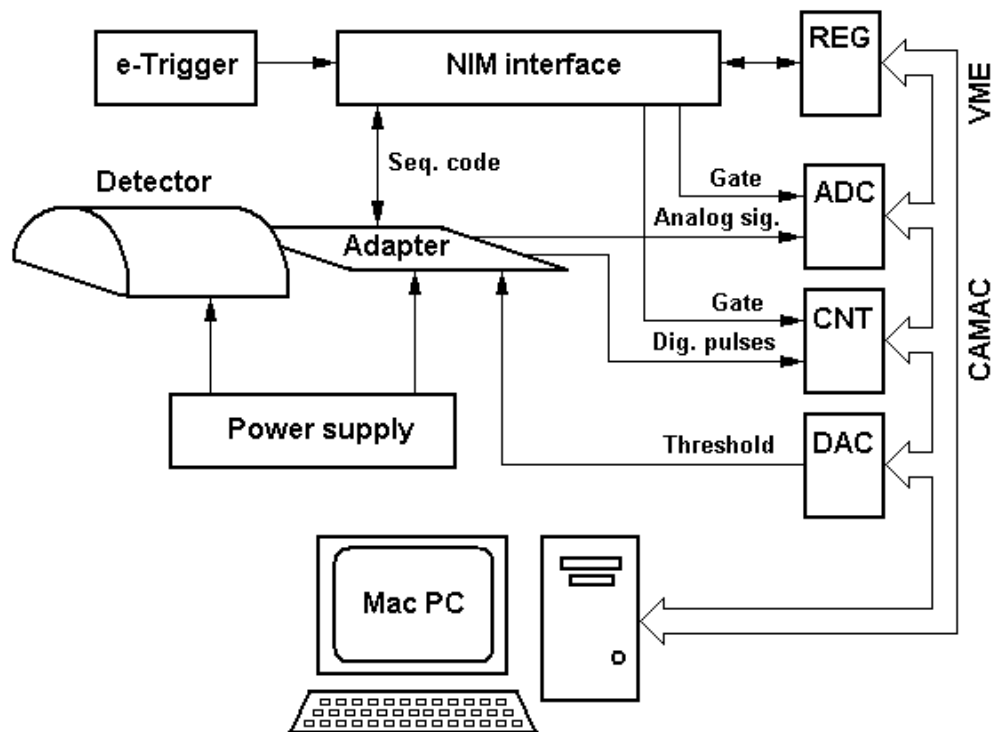 e-Trigger
NIM interface
REG
VME
Seq. code
Detector
Gate
ADC
Analog sig.
Adapter
Gate
CNT
Dig. pulses
CAMAC
Power supply
Threshold
DAC
Mac PC